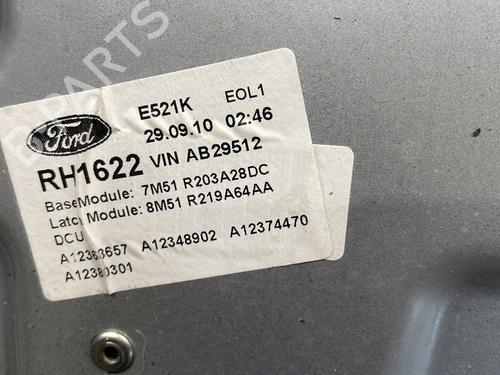 B-PARTS
E521K EOL1
Ford 29.09.10 02:46
RH1622 VIN AB29512
BaseModule: 7M51 R203A28DC
Latch Module: 8M51 R219A64AA
DCU
A12363657 A12348902 A12374470
A12380301